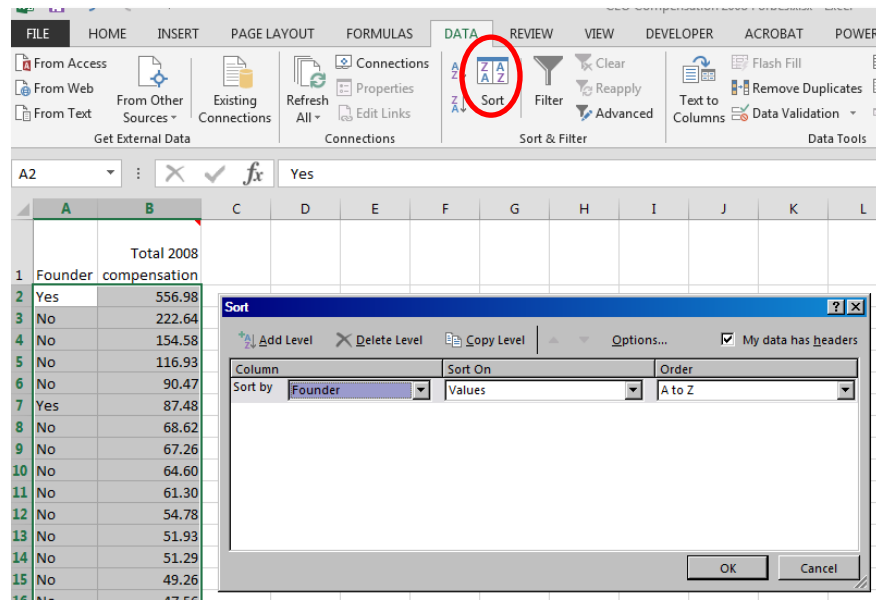 FILE HOME INSERT PAGE LAYOUT FORMULAS DATA REVIEW VIEW DEVELOPER ACROBAT POWER
From Access
From Web
From Text
From Other
Sources
Existing
Connections
Get External Data
Refresh
All
Connections
Properties
Edit Links
Connections
Sort
Filter
Clear
Reapply
Advanced
Sort & Filter
Text to
Columns
Flash Fill
Remove Duplicates
Data Validation
Data Tools
A2 fx Yes
A B C D E F G H I J K L
Total 2008
1 Founder compensation
2 Yes 556.98
3 No 222.64
4 No 154.58
5 No 116.93
6 No 90.47
7 Yes 87.48
8 No 68.62
9 No 67.26
10 No 64.60
11 No 61.30
12 No 54.78
13 No 51.93
14 No 51.29
15 No 49.26
Sort
Add Level Delete Level Copy Level Options... My data has headers
Column Sort On Order
Sort by Founder Values A to Z
OK Cancel